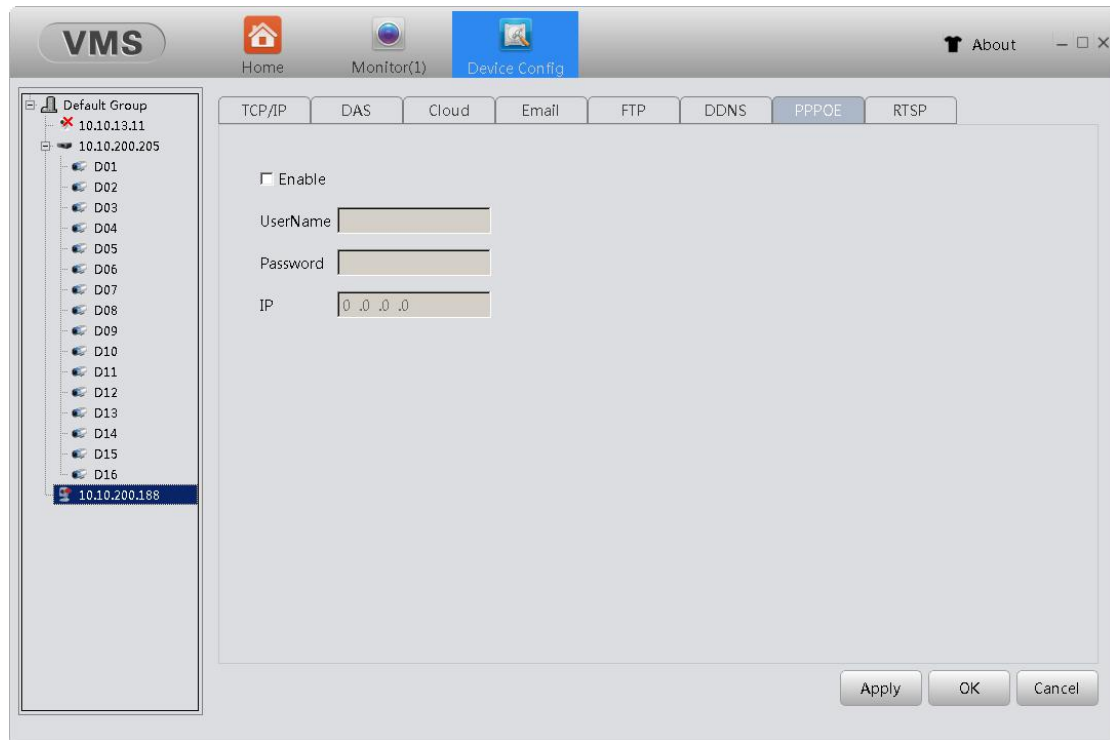 VMS
Home
Monitor(1)
Device Config
About
Default Group
10.10.13.11
10.10.200.205
D01
D02
D03
D04
D05
D06
D07
D08
D09
D10
D11
D12
D13
D14
D15
D16
10.10.200.188
TCP/IP
DAS
Cloud
Email
FTP
DDNS
PPPOE
RTSP
Enable
UserName
Password
IP 0 .0 .0 .0
Apply
OK
Cancel